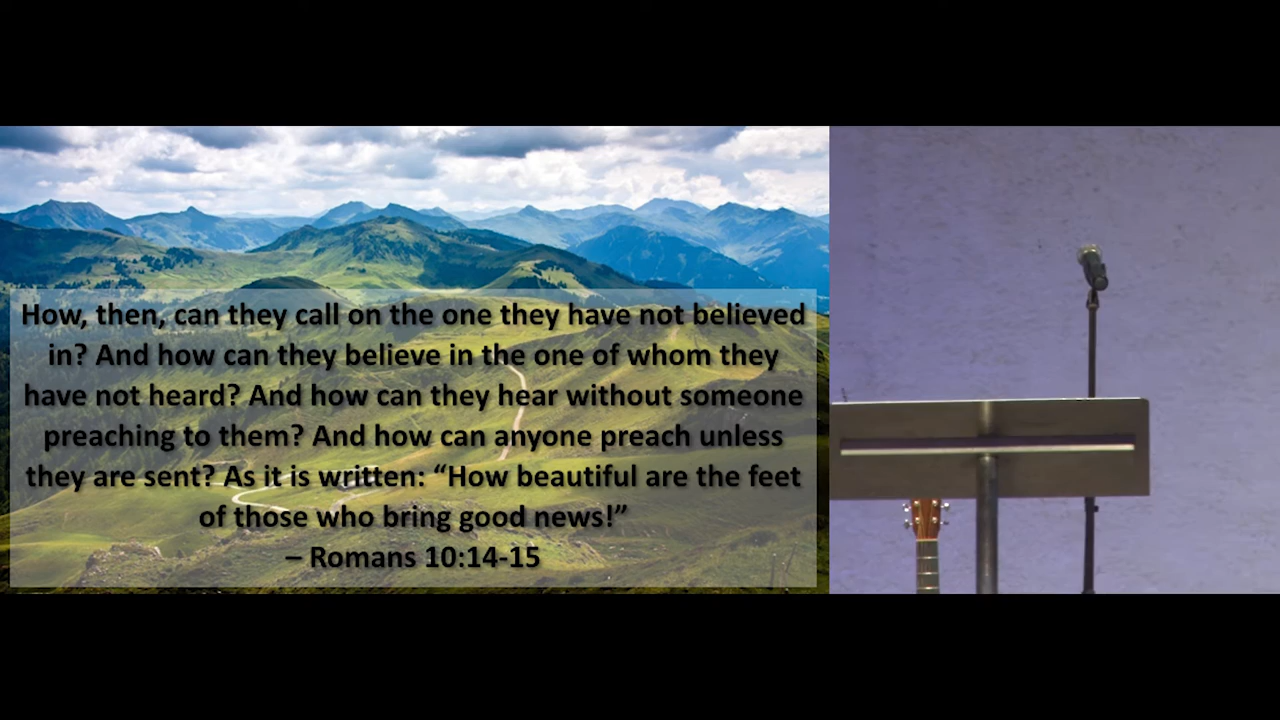 How, then, can they call on the one they have not believed
in? And how can they believe in the one of whom they
have not heard? And how can they hear without someone
preaching to them? And how can anyone preach unless
they are sent? As it is written: “How beautiful are the feet
of those who bring good news!”
– Romans 10:14-15